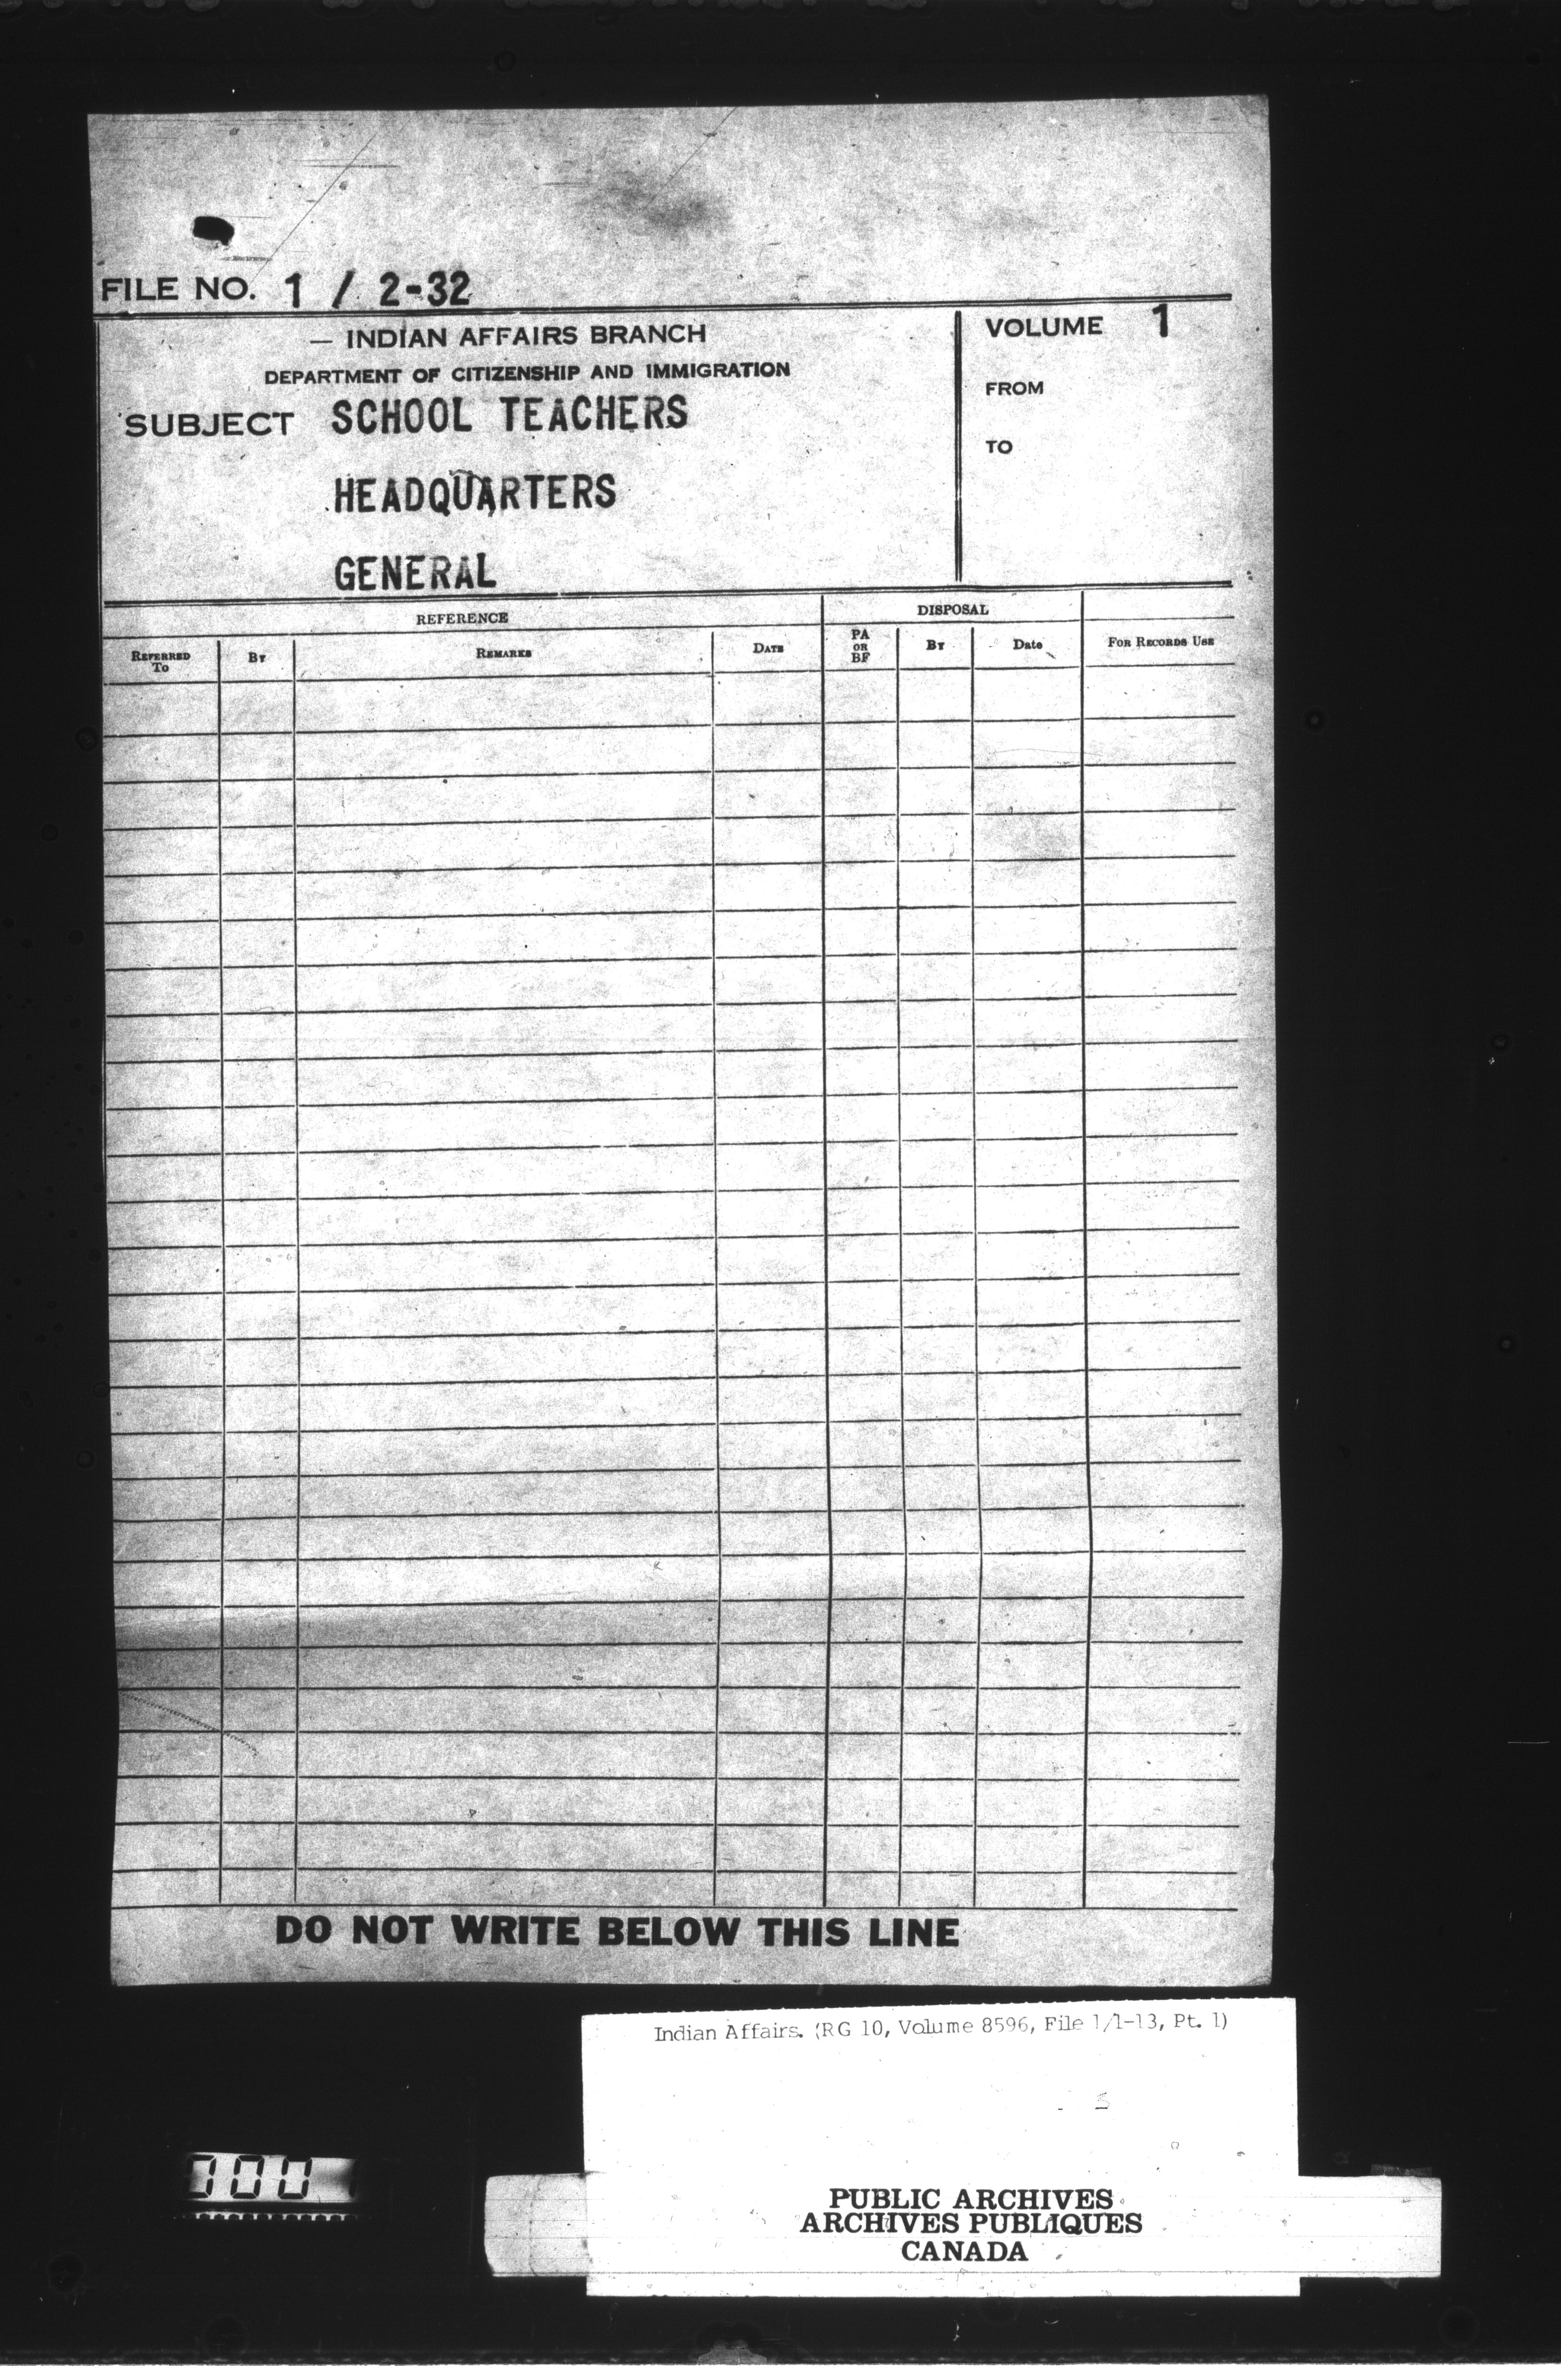 FILE NO. 1 / 2-32
— INDIAN AFFAIRS BRANCH
DEPARTMENT OF CITIZENSHIP AND IMMIGRATION
SUBJECT SCHOOL TEACHERS
HEADQUARTERS
GENERAL
VOLUME 1
FROM
TO
REFERENCE
DISPOSAL
REFERRED TO
BY
REMARKS
DATE
PA OR BF
BY
Date
FOR RECORDS USE
DO NOT WRITE BELOW THIS LINE
Indian Affairs. (RG 10, Volume 8596, File 1/1-13, Pt. 1)
PUBLIC ARCHIVES
ARCHIVES PUBLIQUES
CANADA